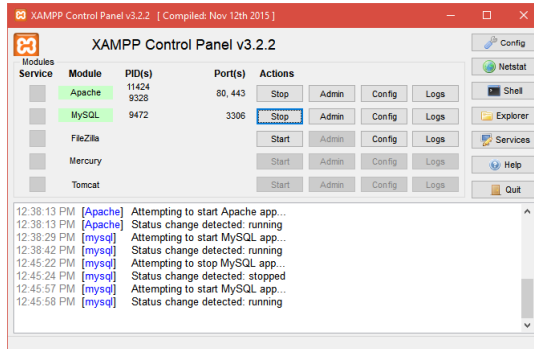 XAMPP Control Panel v3.2.2 [ Compiled: Nov 12th 2015 ]
XAMPP Control Panel v3.2.2
Config
Modules
Service Module PID(s) Port(s) Actions
Netstat
Apache 11424 9328 80, 443 Stop Admin Config Logs
Shell
MySQL 9472 3306 Stop Admin Config Logs
Explorer
FileZilla Start Admin Config Logs
Services
Mercury Start Admin Config Logs
Help
Tomcat Start Admin Config Logs
Quit
12:38:13 PM [Apache] Attempting to start Apache app...
12:38:13 PM [Apache] Status change detected: running
12:38:29 PM [mysql] Attempting to start MySQL app...
12:38:42 PM [mysql] Status change detected: running
12:45:22 PM [mysql] Attempting to stop MySQL app...
12:45:24 PM [mysql] Status change detected: stopped
12:45:57 PM [mysql] Attempting to start MySQL app...
12:45:58 PM [mysql] Status change detected: running